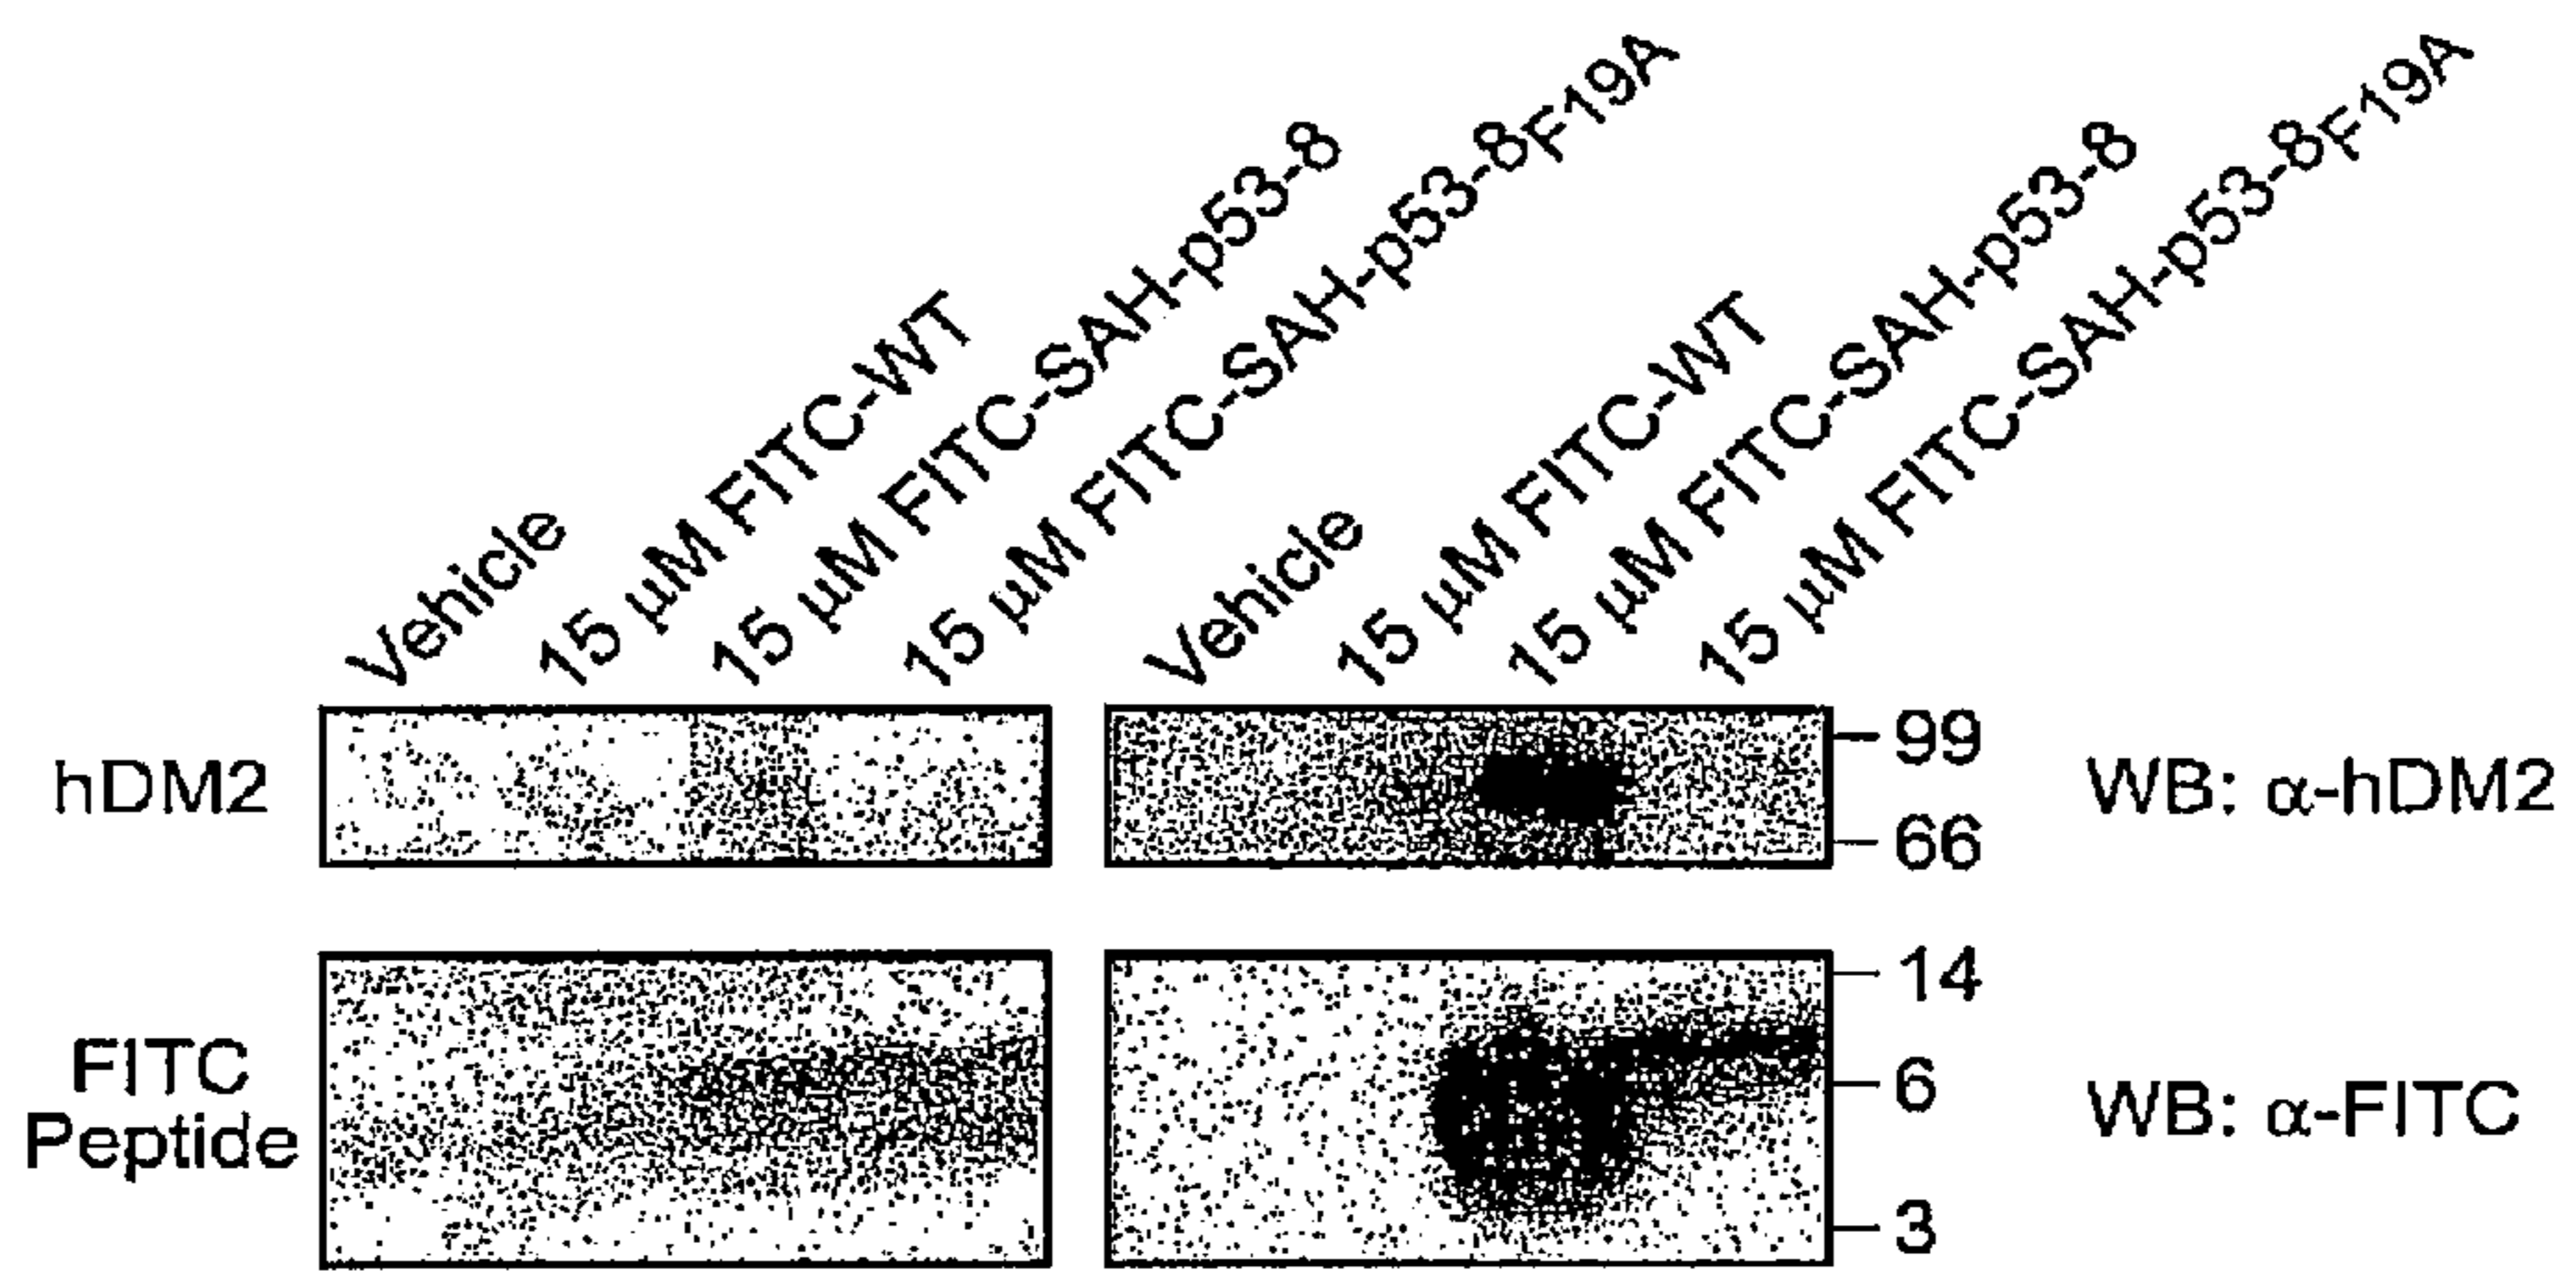 Vehicle
15 μM FITC-WT
15 μM FITC-SAH-p53-8
15 μM FITC-SAH-p53-8F19A
Vehicle
15 μM FITC-WT
15 μM FITC-SAH-p53-8
15 μM FITC-SAH-p53-8F19A
hDM2
99
66
WB: α-hDM2
FITC
Peptide
14
6
3
WB: α-FITC